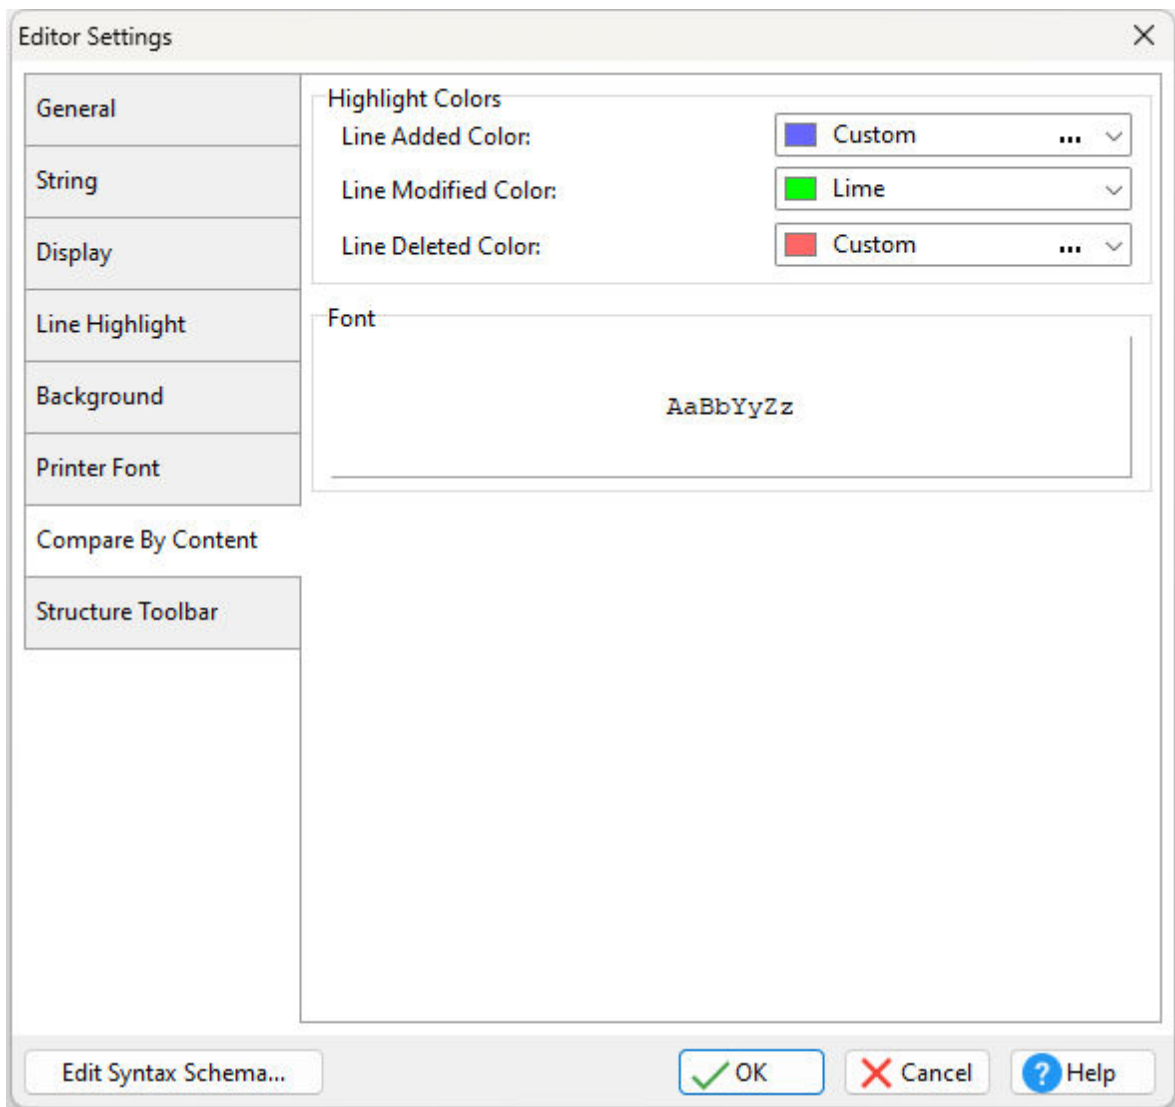 Editor Settings
General
String
Display
Line Highlight
Background
Printer Font
Compare By Content
Structure Toolbar
Highlight Colors
Line Added Color: Custom ...
Line Modified Color: Lime
Line Deleted Color: Custom ...
Font
AaBbYyZz
Edit Syntax Schema... OK Cancel ? Help